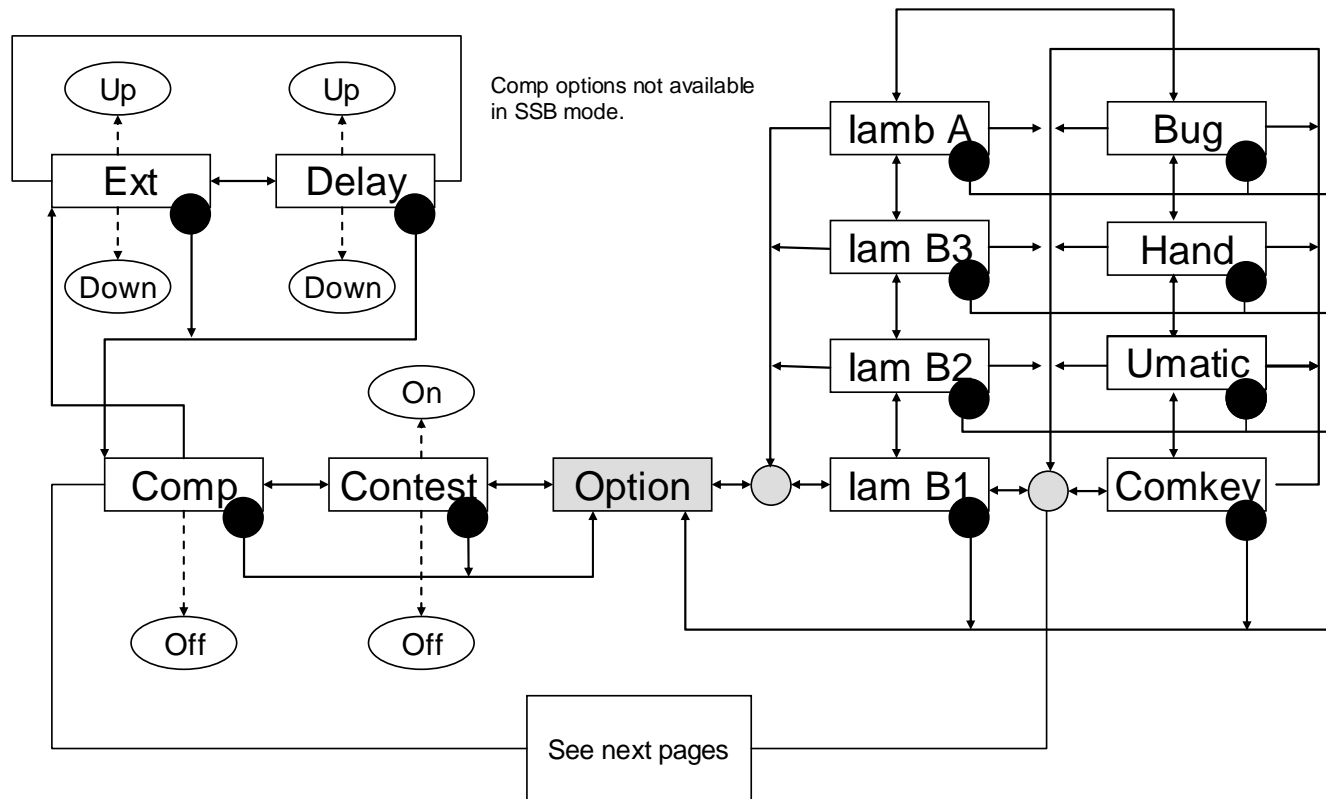 Up
Up
Comp options not available
in SSB mode.
Iamb A
Bug
Ext
Delay
Iam B3
Hand
Down
Down
Iam B2
Umatic
On
Comp
Contest
Option
Iam B1
Comkey
Off
Off
See next pages